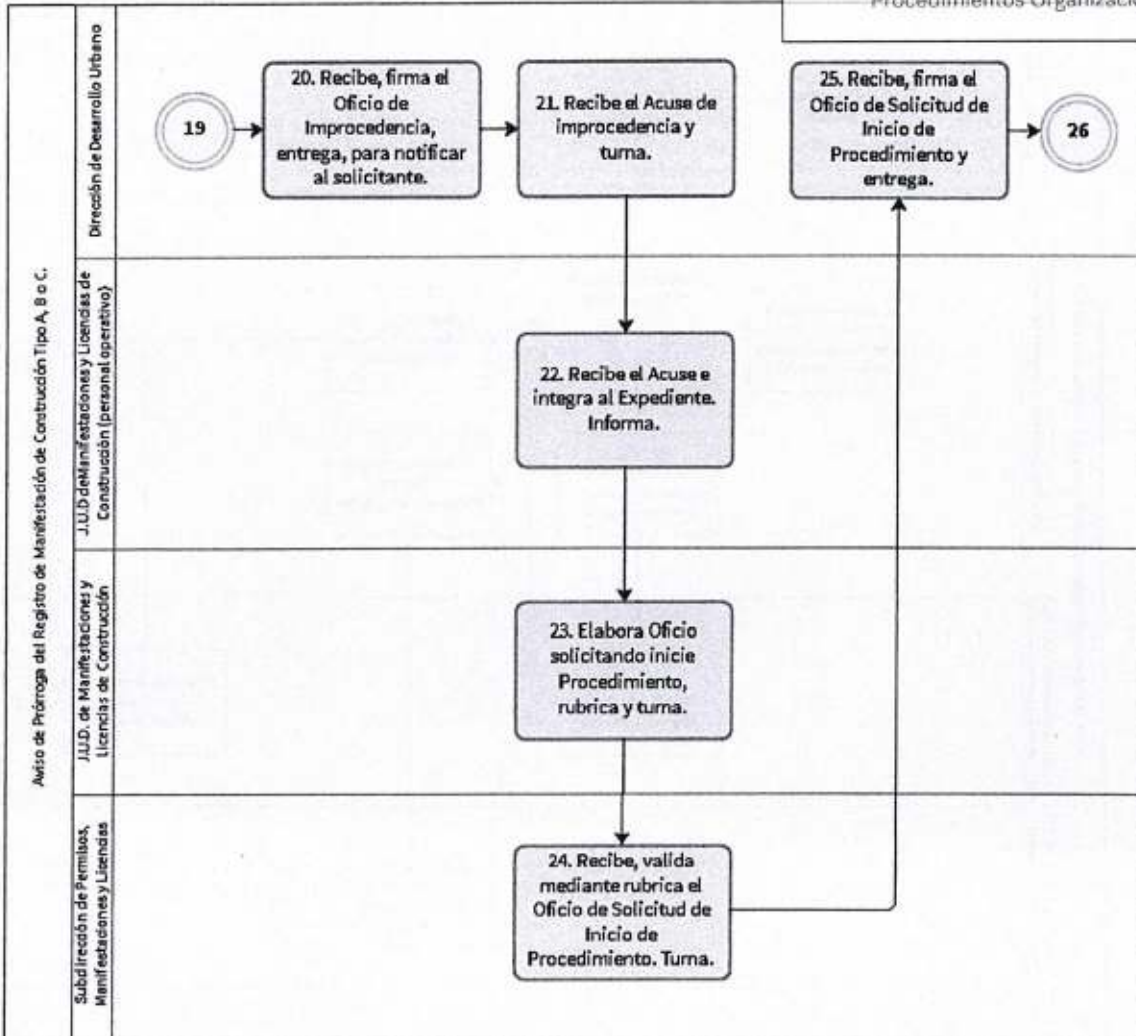 Procedimientos Organizacio
Aviso de Prórroga del Registro de Manifestación de Construcción Tipo A, B o C,
Dirección de Desarrollo Urbano
19
20. Recibe, firma el
Oficio de
Improcedencia,
entrega, para notificar
al solicitante.
21. Recibe el Acuse de
improcedencia y
turna.
25. Recibe, firma el
Oficio de Solicitud de
Inicio de
Procedimiento y
entrega.
26
J.U.D deManifestaciones y Licencias de
Construcción (personal operativo)
22. Recibe el Acuse e
integra al Expediente.
Informa.
J.U.D. de Manifestaciones y
Licencias de Construcción
23. Elabora Oficio
solicitando inicie
Procedimiento,
rubrica y turna.
Subdirección de Permisos,
Manifestaciones y Licencias
24. Recibe, valida
mediante rubrica el
Oficio de Solicitud de
Inicio de
Procedimiento. Turna.